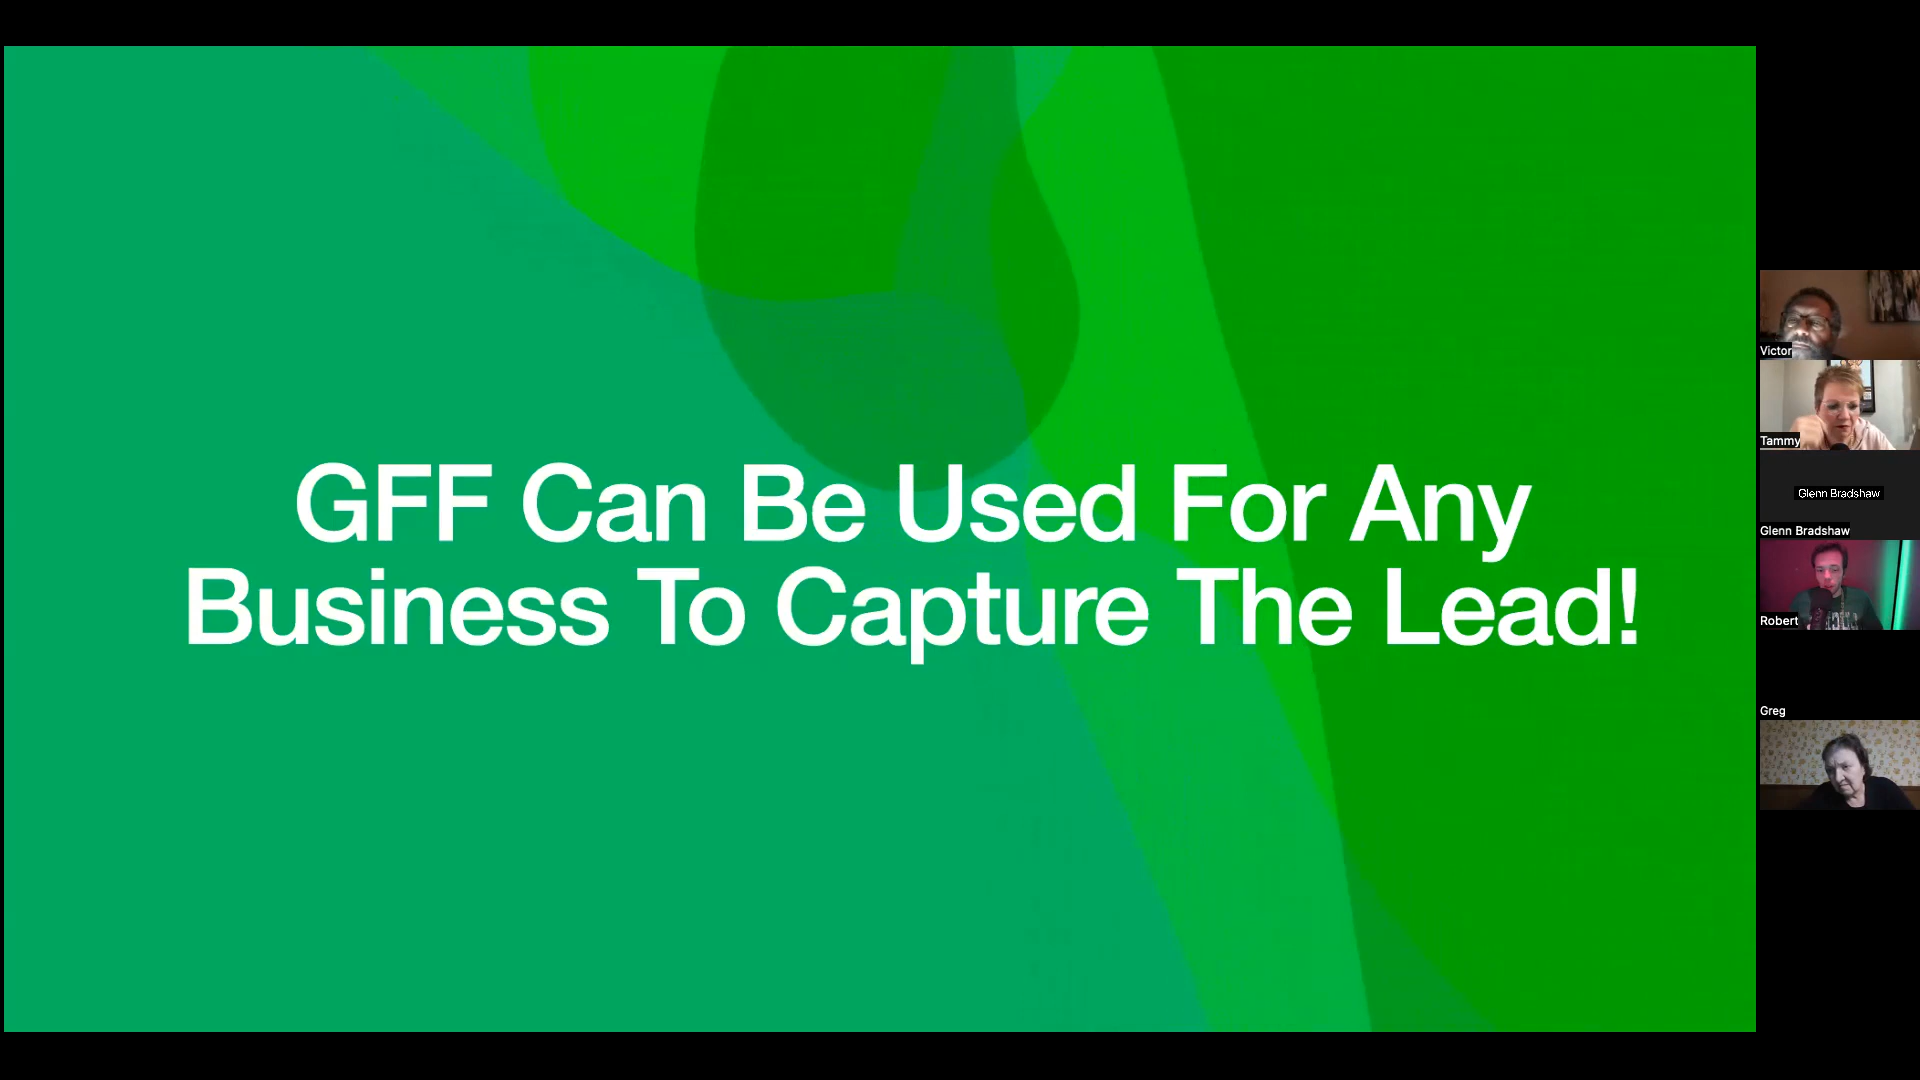 GFF Can Be Used For Any
Business To Capture The Lead!
Victor
Tammy
Glenn Bradshaw
Glenn Bradshaw
Robert
Greg